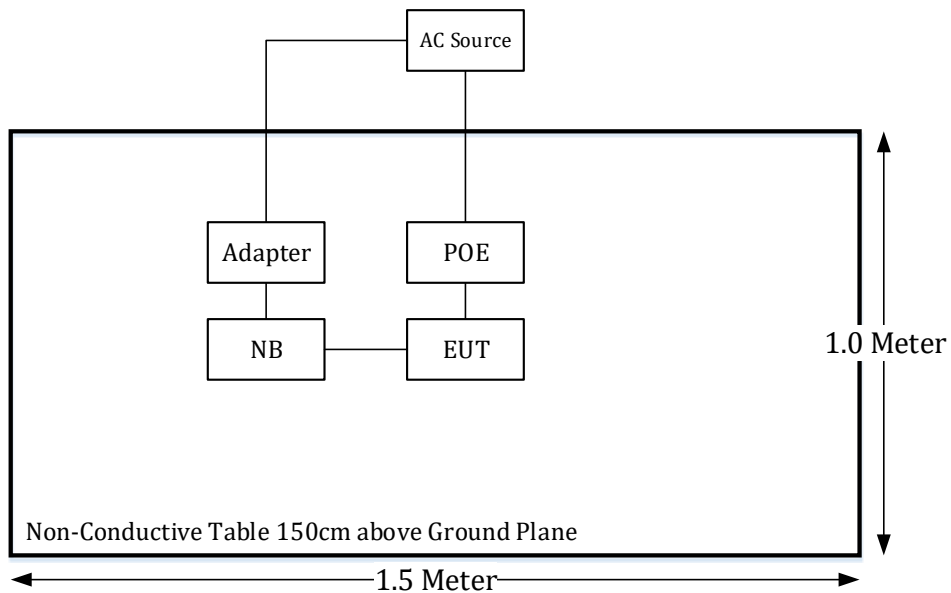 AC Source
Adapter
POE
NB
EUT
1.0 Meter
Non-Conductive Table 150cm above Ground Plane
1.5 Meter